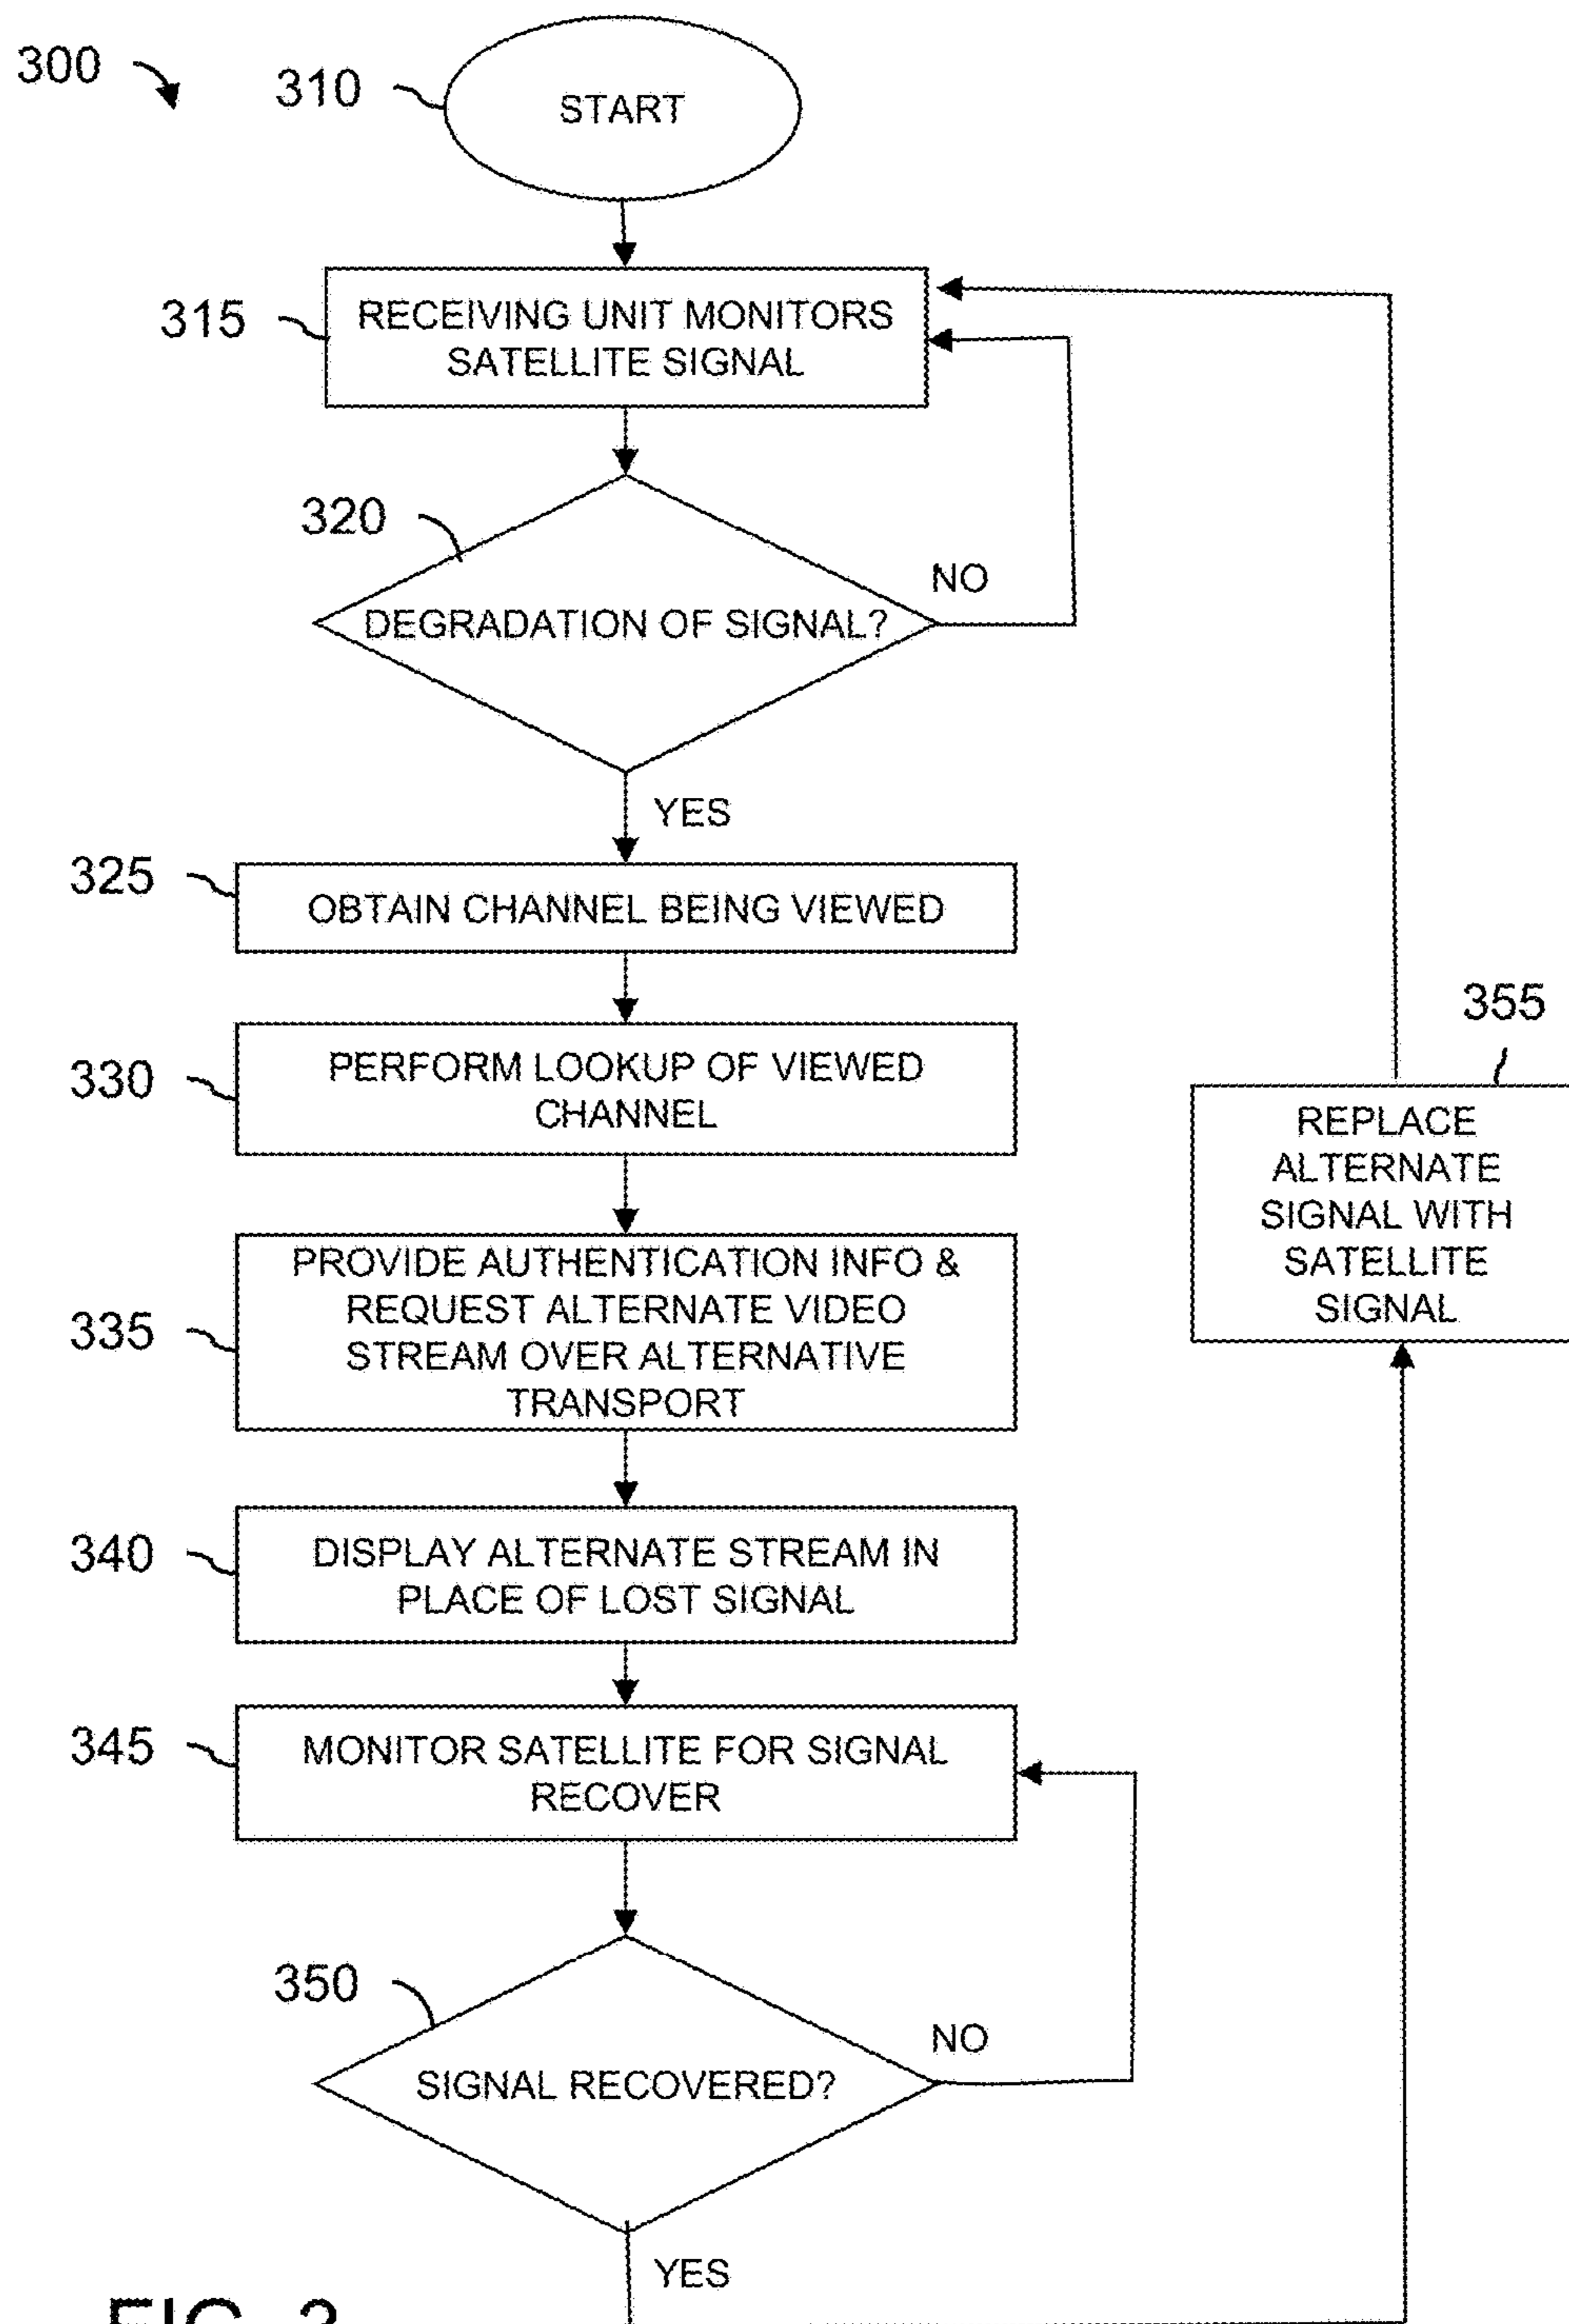 300
310
START
315
RECEIVING UNIT MONITORS
SATELLITE SIGNAL
320
DEGRADATION OF SIGNAL?
NO
YES
325
OBTAIN CHANNEL BEING VIEWED
330
PERFORM LOOKUP OF VIEWED
CHANNEL
335
PROVIDE AUTHENTICATION INFO &
REQUEST ALTERNATE VIDEO
STREAM OVER ALTERNATIVE
TRANSPORT
340
DISPLAY ALTERNATE STREAM IN
PLACE OF LOST SIGNAL
345
MONITOR SATELLITE FOR SIGNAL
RECOVER
350
SIGNAL RECOVERED?
NO
YES
355
REPLACE
ALTERNATE
SIGNAL WITH
SATELLITE
SIGNAL
FIG.